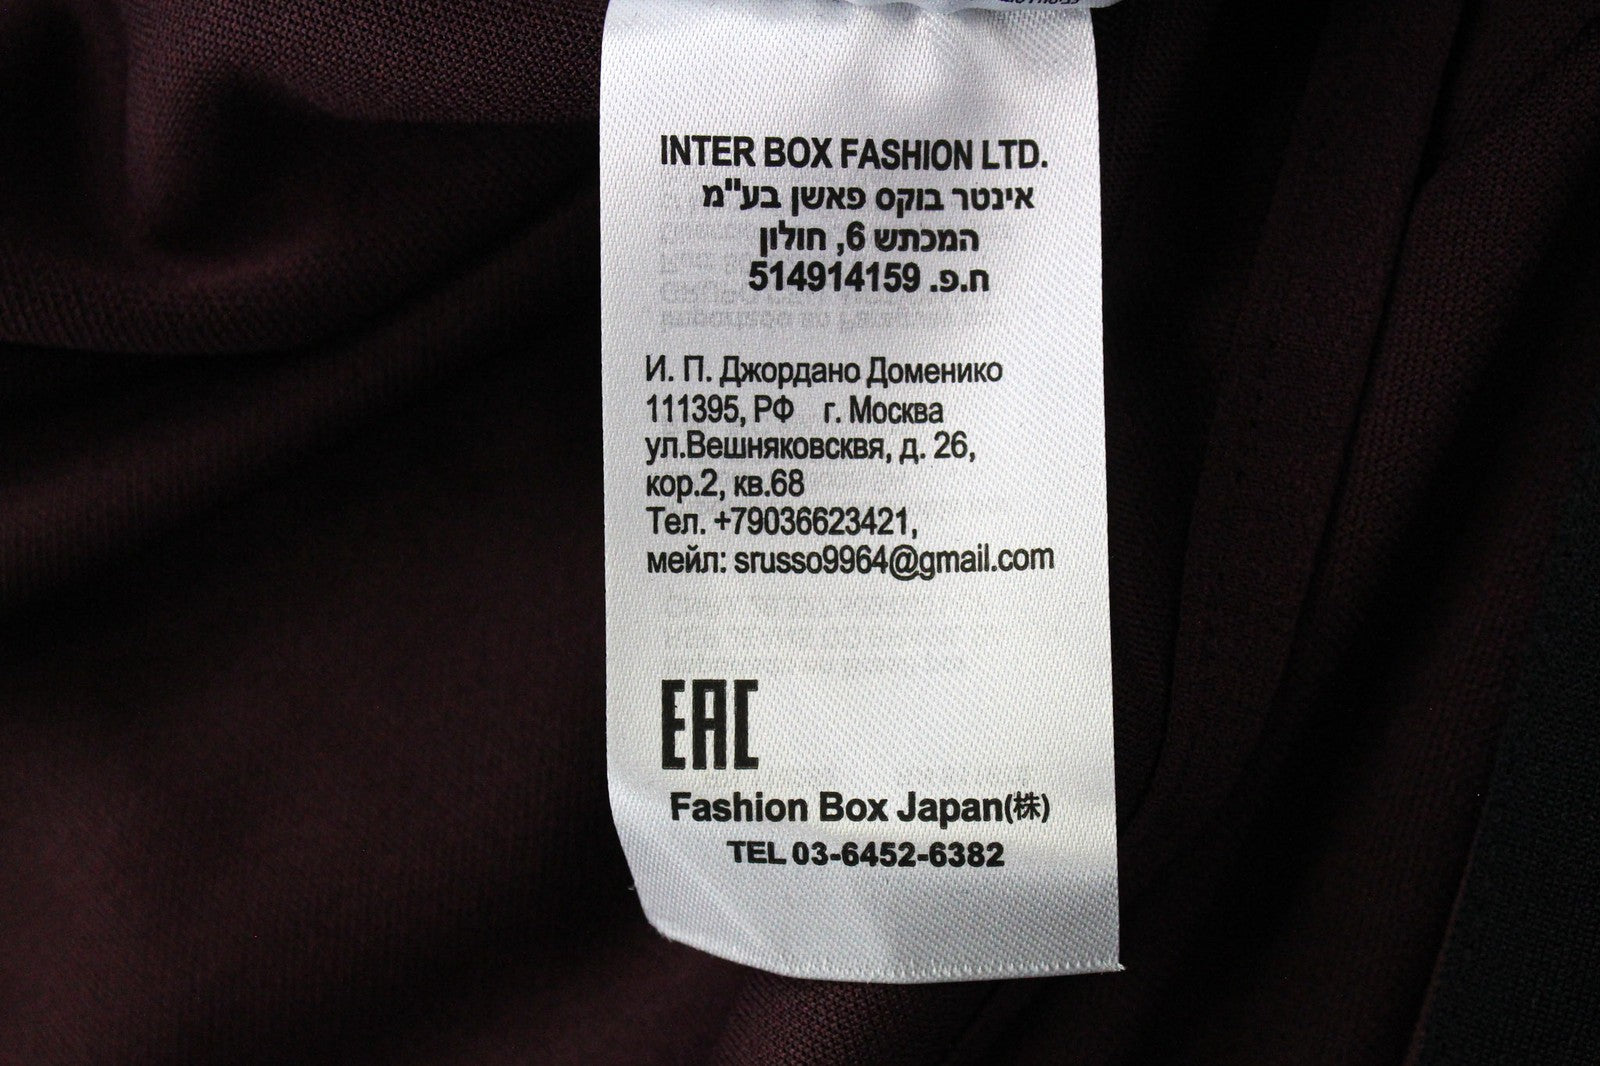 INTER BOX FASHION LTD.
אינטר בוקס פאשן בע"מ
המכתש 6, חולון
ח.פ. 514914159
И. П. Джордано Доменико
111395, РФ г. Москва
ул.Вешняковсквя, д. 26,
кор.2, кв.68
Тел. +79036623421,
мейл: srusso9964@gmail.com
EAC
Fashion Box Japan(株)
TEL 03-6452-6382